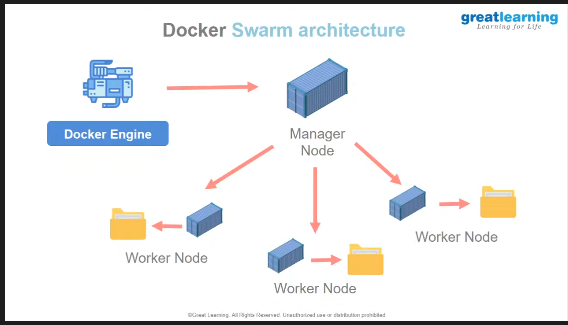 greatlearning
Learning for Life
Docker Swarm architecture
Docker Engine
Manager
Node
Worker Node
Worker Node
Worker Node
©Great Learning. All Rights Reserved. Unauthorized use or distribution prohibited